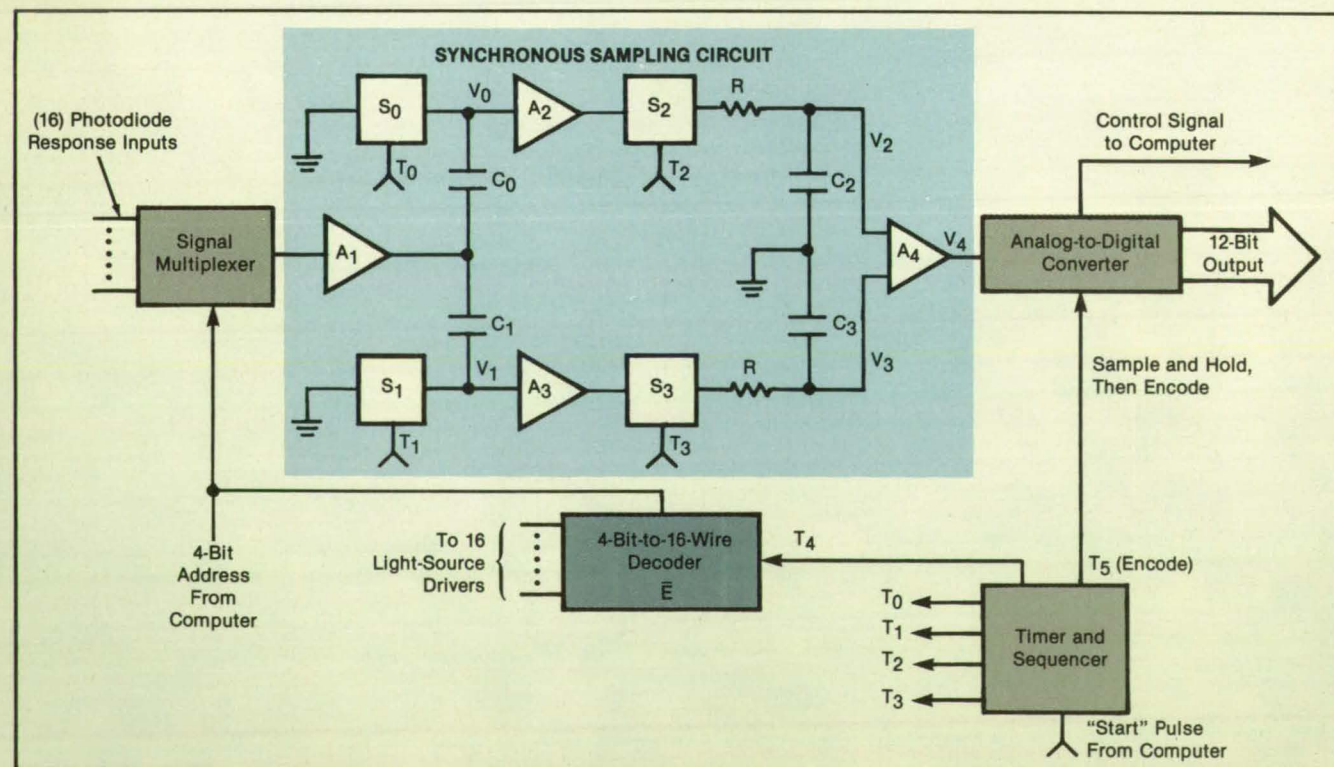 SYNCHRONOUS SAMPLING CIRCUIT
(16) Photodiode
Response Inputs
Signal
Multiplexer
S0
T0
V0
A2
S2
T2
R
V2
C0
C2
A1
A4
V4
C1
C3
S1
T1
V1
A3
S3
T3
R
V3
Control Signal
to Computer
Analog-to-Digital
Converter
12-Bit
Output
Sample and Hold,
Then Encode
4-Bit
Address
From
Computer
To 16
Light-Source
Drivers
4-Bit-to-16-Wire
Decoder
Ē
T4
T5 (Encode)
T0
T1
T2
T3
Timer and
Sequencer
"Start" Pulse
From Computer